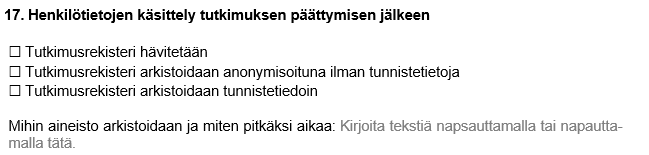 17. Henkilötietojen käsittely tutkimuksen päättymisen jälkeen
☐ Tutkimusrekisteri hävitetään
☐ Tutkimusrekisteri arkistoidaan anonymisoituna ilman tunnistetietoja
☐ Tutkimusrekisteri arkistoidaan tunnistetiedoin
Mihin aineisto arkistoidaan ja miten pitkäksi aikaa: Kirjoita tekstiä napsauttamalla tai napautta-
malla tätä.